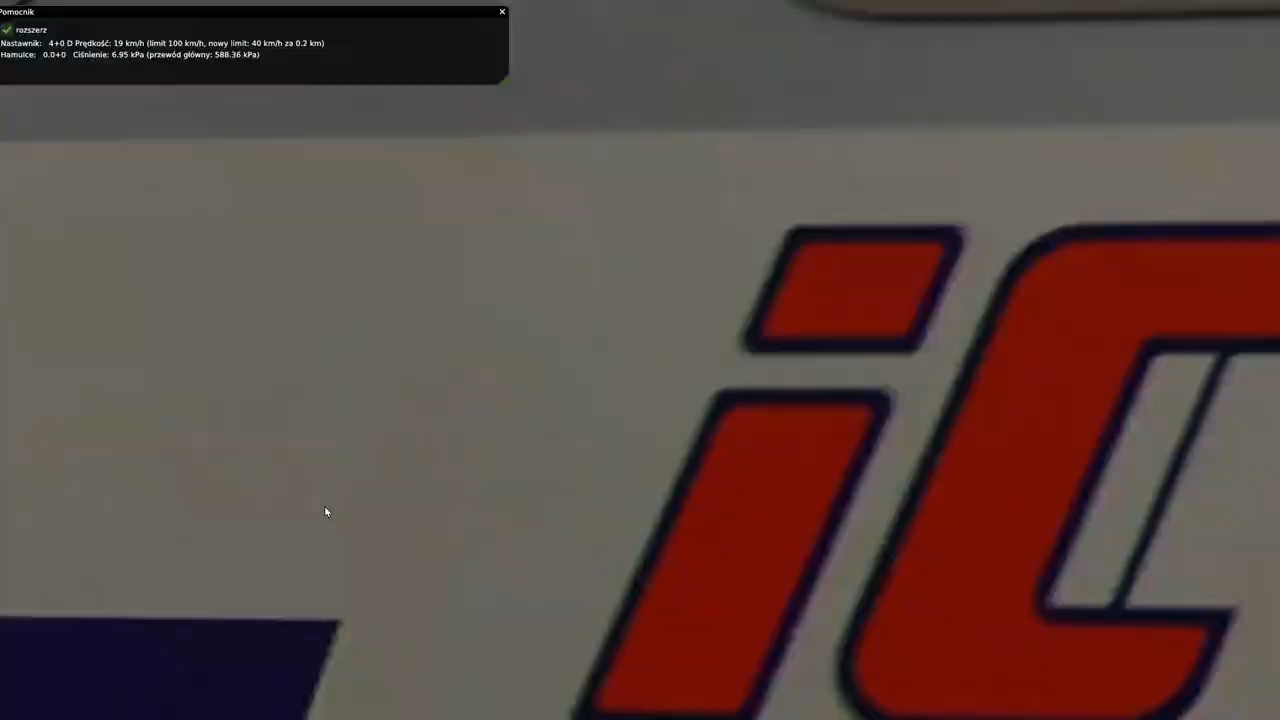 Pomocnik
rozszerz
Nastawnik: 4+0 D Prędkość: 19 km/h (limit 100 km/h, nowy limit: 40 km/h za 0.2 km)
Hamulce: 0.0+0 Ciśnienie: 6.95 kPa (przewód główny: 588.36 kPa)
iC